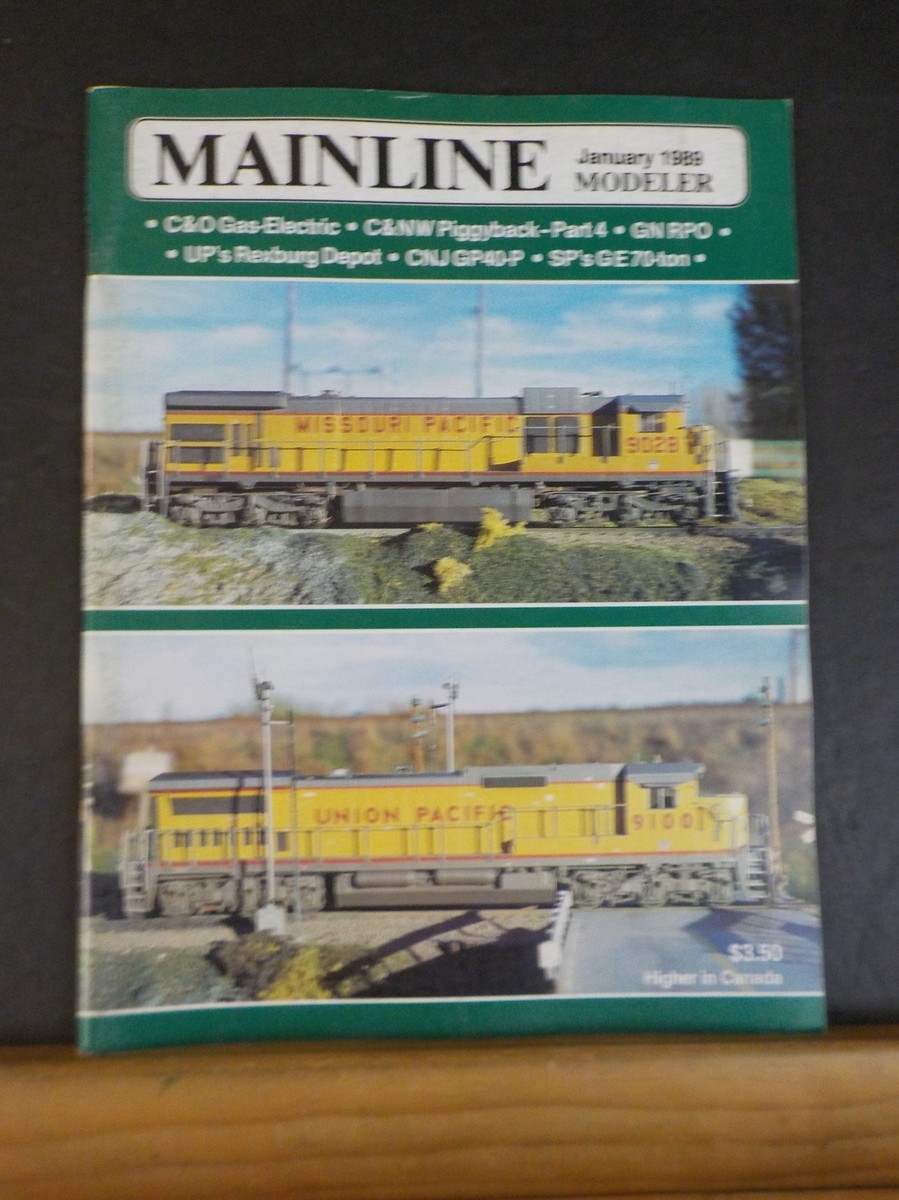 MAINLINE
January 1989
MODELER
• C&O Gas-Electric • C&NW Piggyback-Part 4 • GN RPO •
• UP's Rexburg Depot • CNJ GP40-P • SP's GE 70-ton •
MISSOURI PACIFIC
9028
UNION PACIFIC
9100
$3.50
Higher in Canada